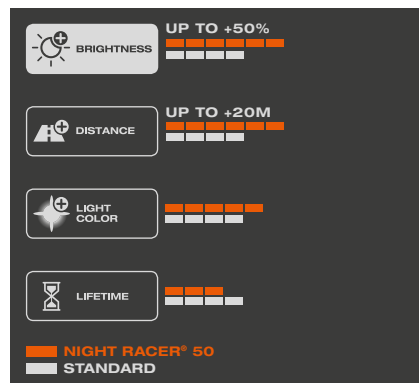 UP TO +50%
BRIGHTNESS
UP TO +20M
DISTANCE
LIGHT
COLOR
LIFETIME
NIGHT RACER® 50
STANDARD